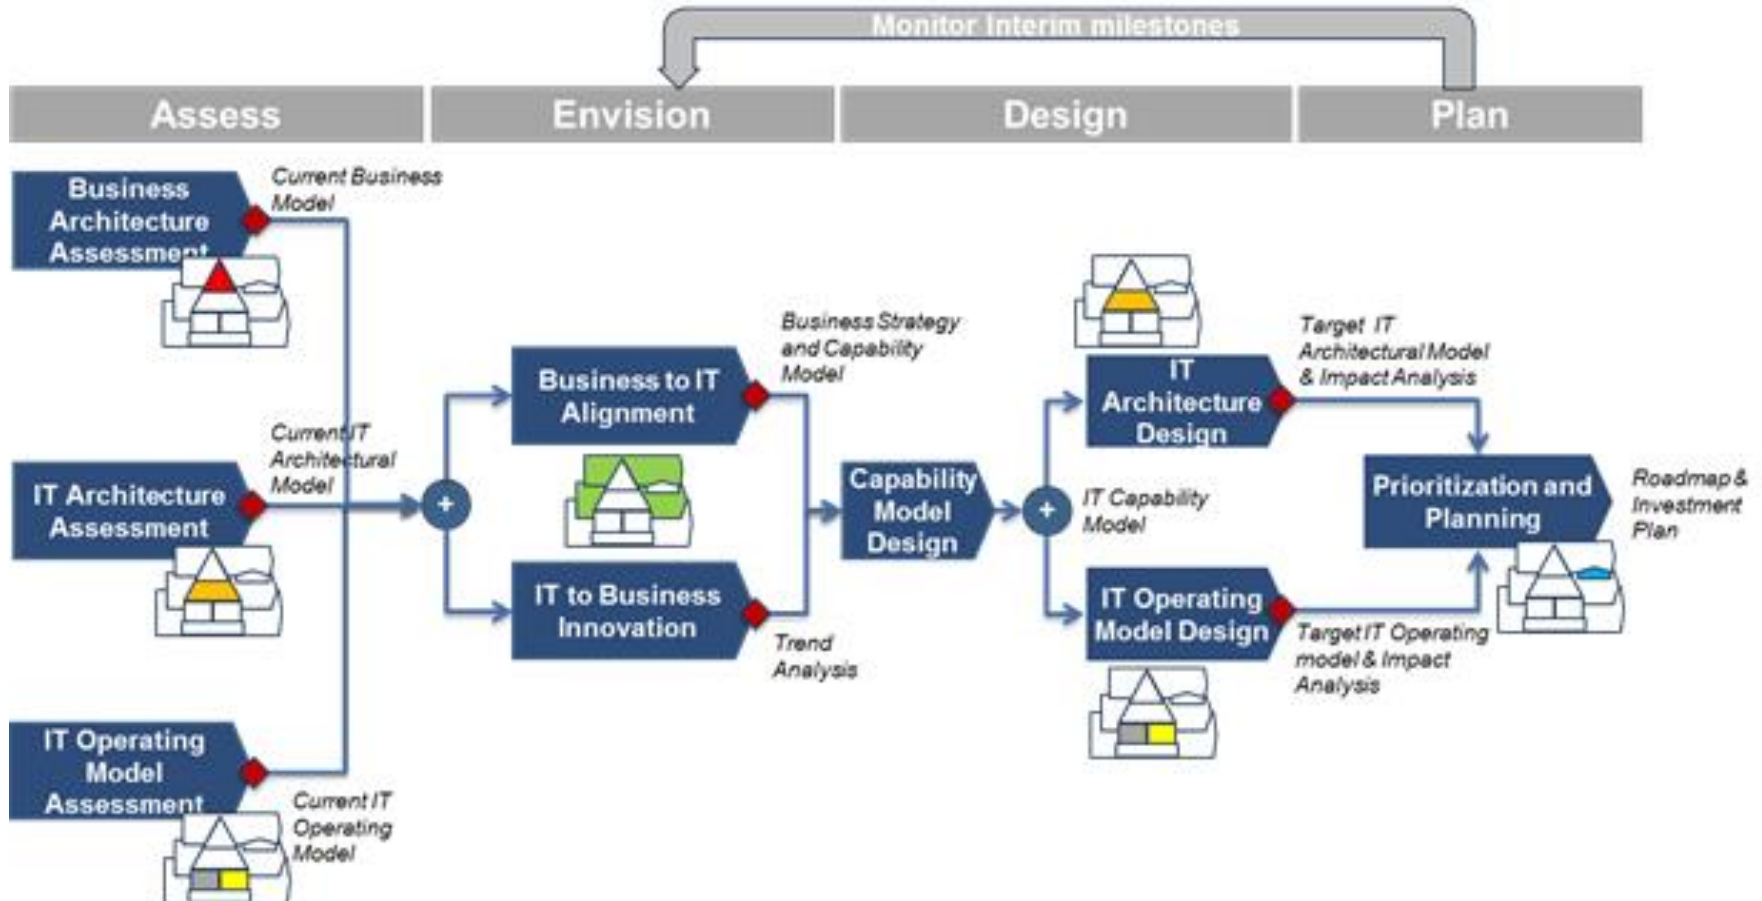 Monitor Interim milestones
Assess
Envision
Design
Plan
Business
Architecture
Assessment
Current Business
Model
IT Architecture
Assessment
Current IT
Architectural
Model
IT Operating
Model
Assessment
Current IT
Operating
Model
+
Business to IT
Alignment
Business Strategy
and Capability
Model
IT to Business
Innovation
Trend
Analysis
Capability
Model
Design
+
IT Capability
Model
IT
Architecture
Design
Target IT
Architectural Model
& Impact Analysis
IT Operating
Model Design
Target IT Operating
model & Impact
Analysis
Prioritization and
Planning
Roadmap &
Investment
Plan